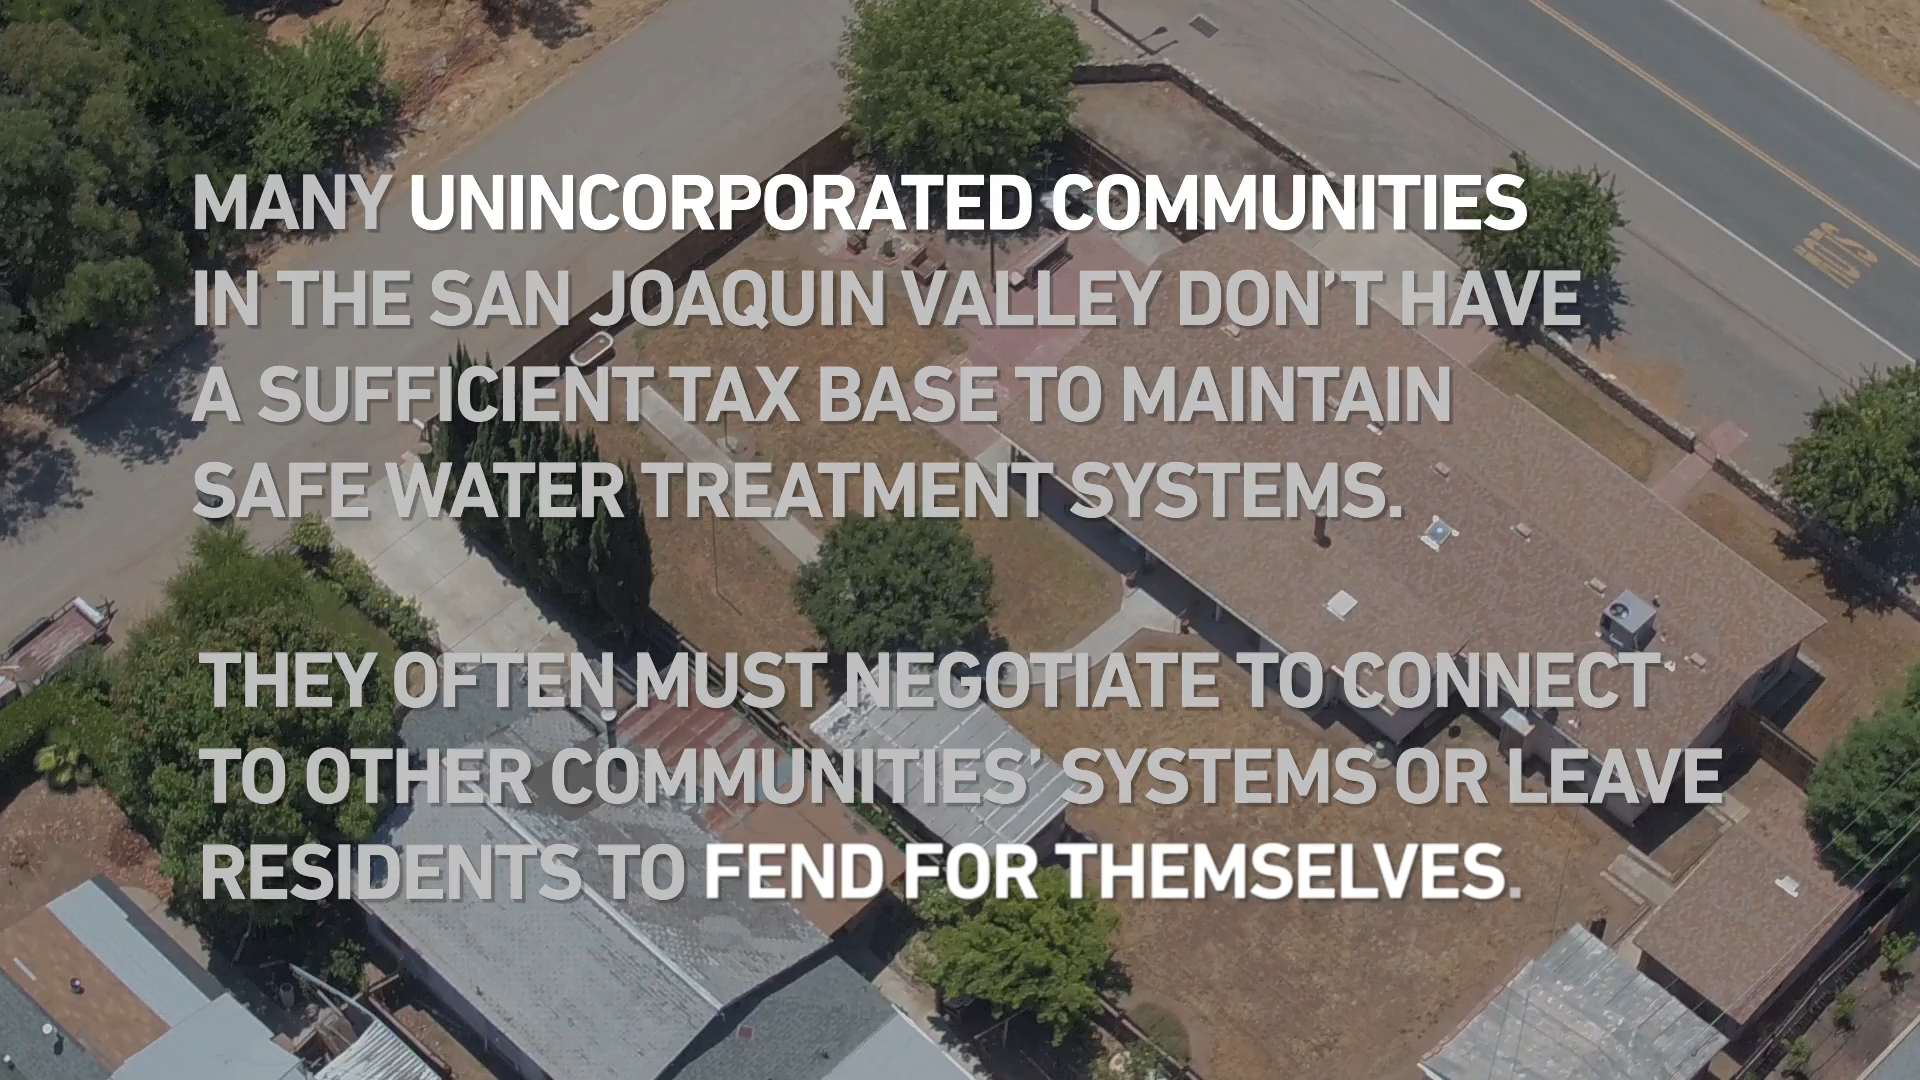 MANY UNINCORPORATED COMMUNITIES
IN THE SAN JOAQUIN VALLEY DON'T HAVE
A SUFFICIENT TAX BASE TO MAINTAIN
SAFE WATER TREATMENT SYSTEMS.
THEY OFTEN MUST NEGOTIATE TO CONNECT
TO OTHER COMMUNITIES' SYSTEMS OR LEAVE
RESIDENTS TO FEND FOR THEMSELVES.